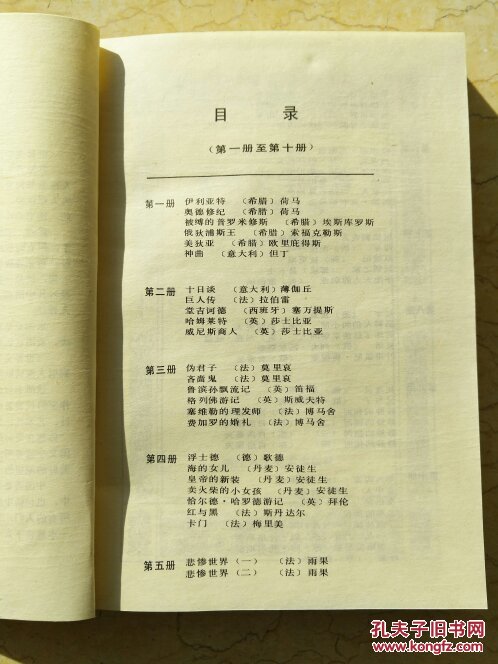 目 录
（第一册至第十册）
第一册 伊利亚特 （希腊）荷马
奥德修纪 （希腊）荷马
被缚的普罗米修斯 （希腊）埃斯库罗斯
俄狄浦斯王 （希腊）索福克勒斯
美狄亚 （希腊）欧里庇得斯
神曲 （意大利）但丁
第二册 十日谈 （意大利）薄伽丘
巨人传 （法）拉伯雷
堂吉诃德 （西班牙）塞万提斯
哈姆莱特 （英）莎士比亚
威尼斯商人 （英）莎士比亚
第三册 伪君子 （法）莫里哀
吝啬鬼 （法）莫里哀
鲁滨孙飘流记 （英）笛福
格列佛游记 （英）斯威夫特
塞维勒的理发师 （法）博马舍
费加罗的婚礼 （法）博马舍
第四册 浮士德 （德）歌德
海的女儿 （丹麦）安徒生
皇帝的新装 （丹麦）安徒生
卖火柴的小女孩 （丹麦）安徒生
恰尔德·哈罗德游记 （英）拜伦
红与黑 （法）斯丹达尔
卡门 （法）梅里美
第五册 悲惨世界（一） （法）雨果
悲惨世界（二） （法）雨果
孔夫子旧书网
www.kongfz.com